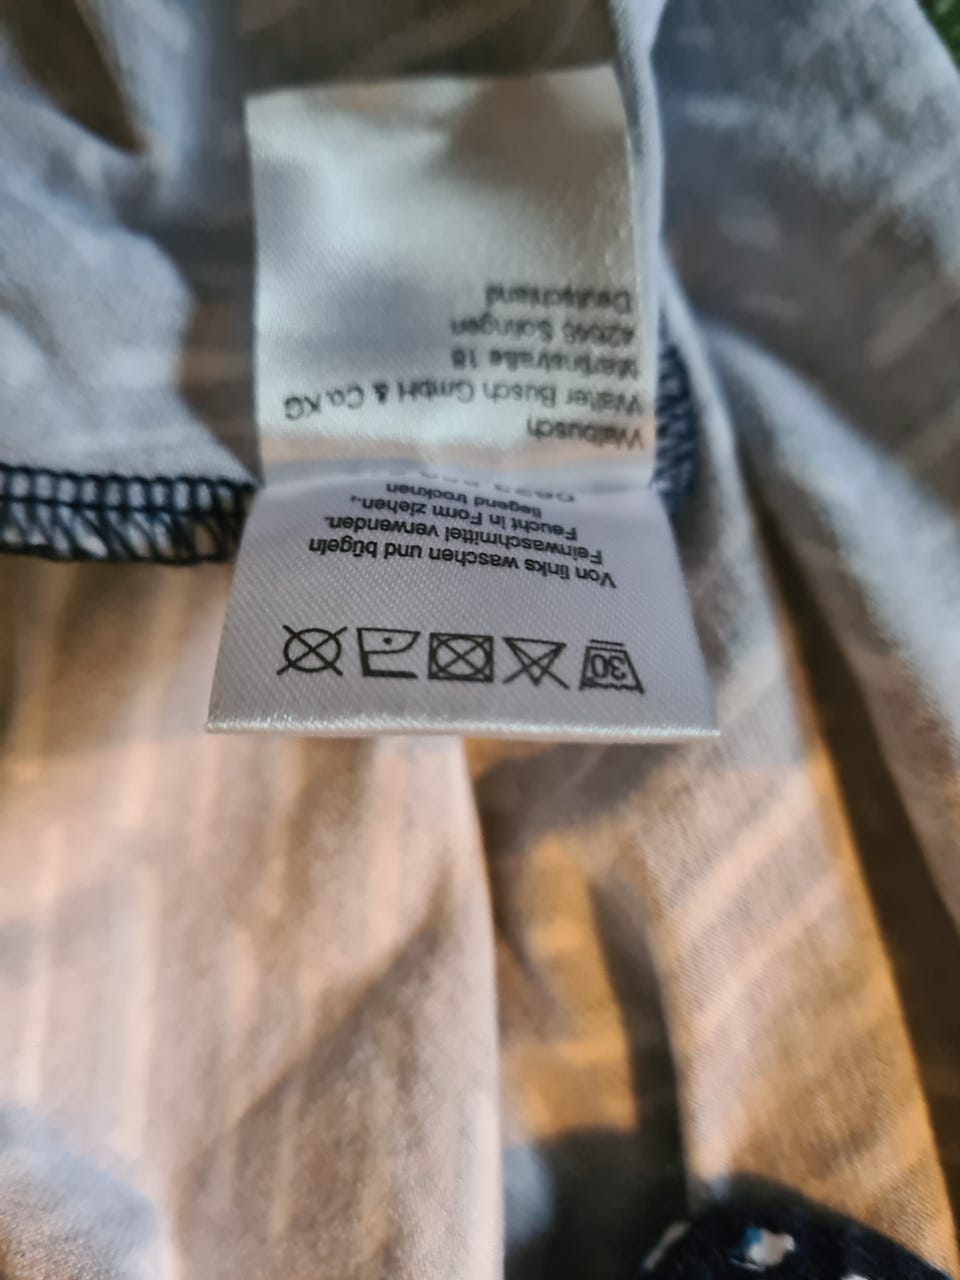 30
Von links waschen und bügeln
Feinwaschmittel verwenden.
Feucht in Form ziehen,
liegend trocknen
Walbusch
Walter Busch GmbH & Co. KG
Martinstraße 18
42646 Solingen
Deutschland